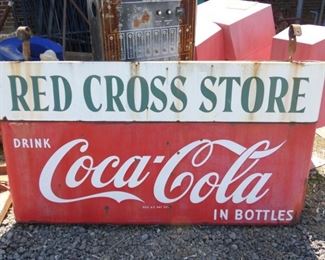 RED CROSS STORE
DRINK
Coca-Cola
IN BOTTLES